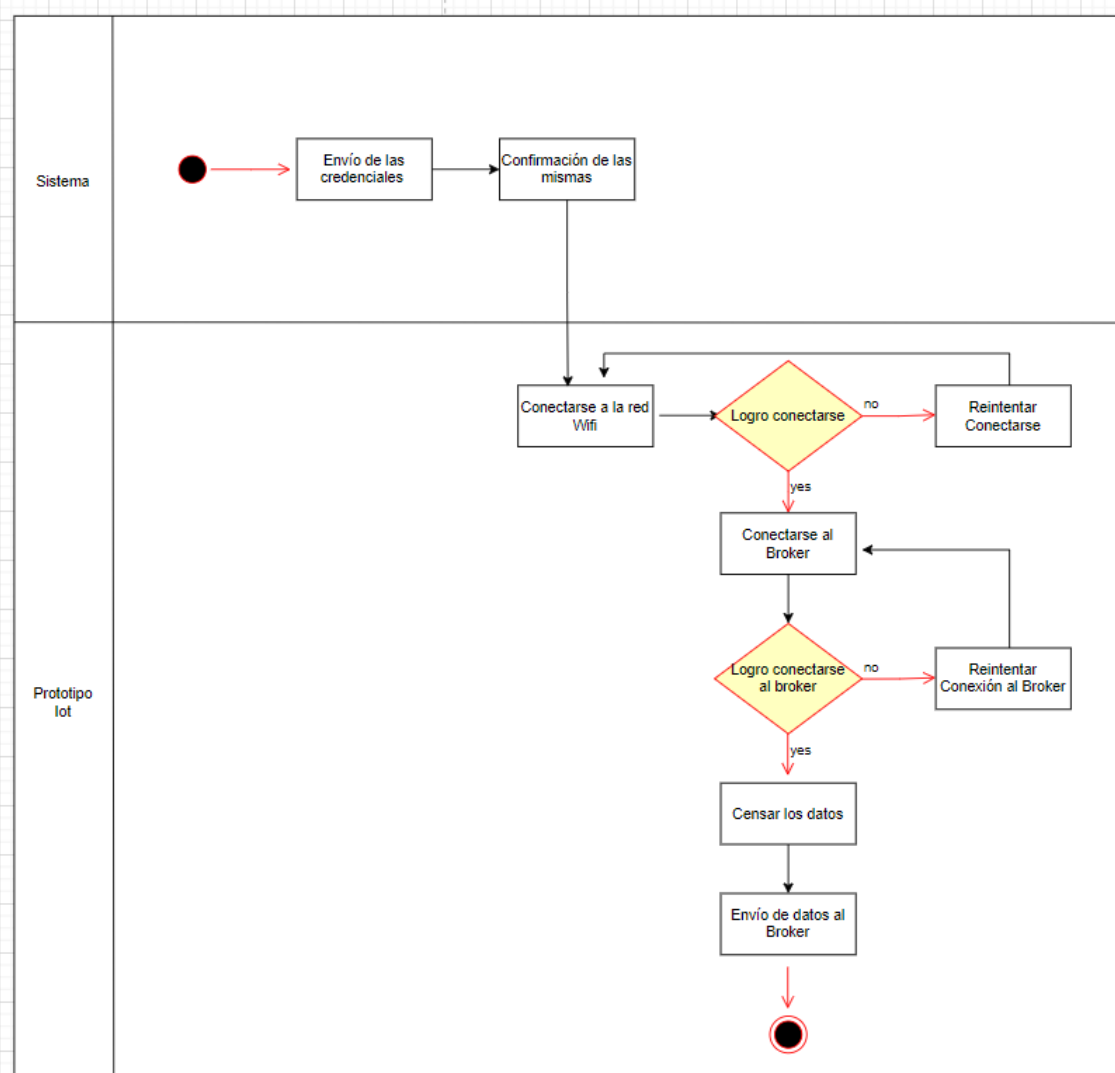 Sistema
Envío de las
credenciales
Confirmación de las
mismas
Prototipo
Iot
Conectarse a la red
Wifi
Logro conectarse
no
Reintentar
Conectarse
yes
Conectarse al
Broker
Logro conectarse
al broker
no
Reintentar
Conexión al Broker
yes
Censar los datos
Envío de datos al
Broker